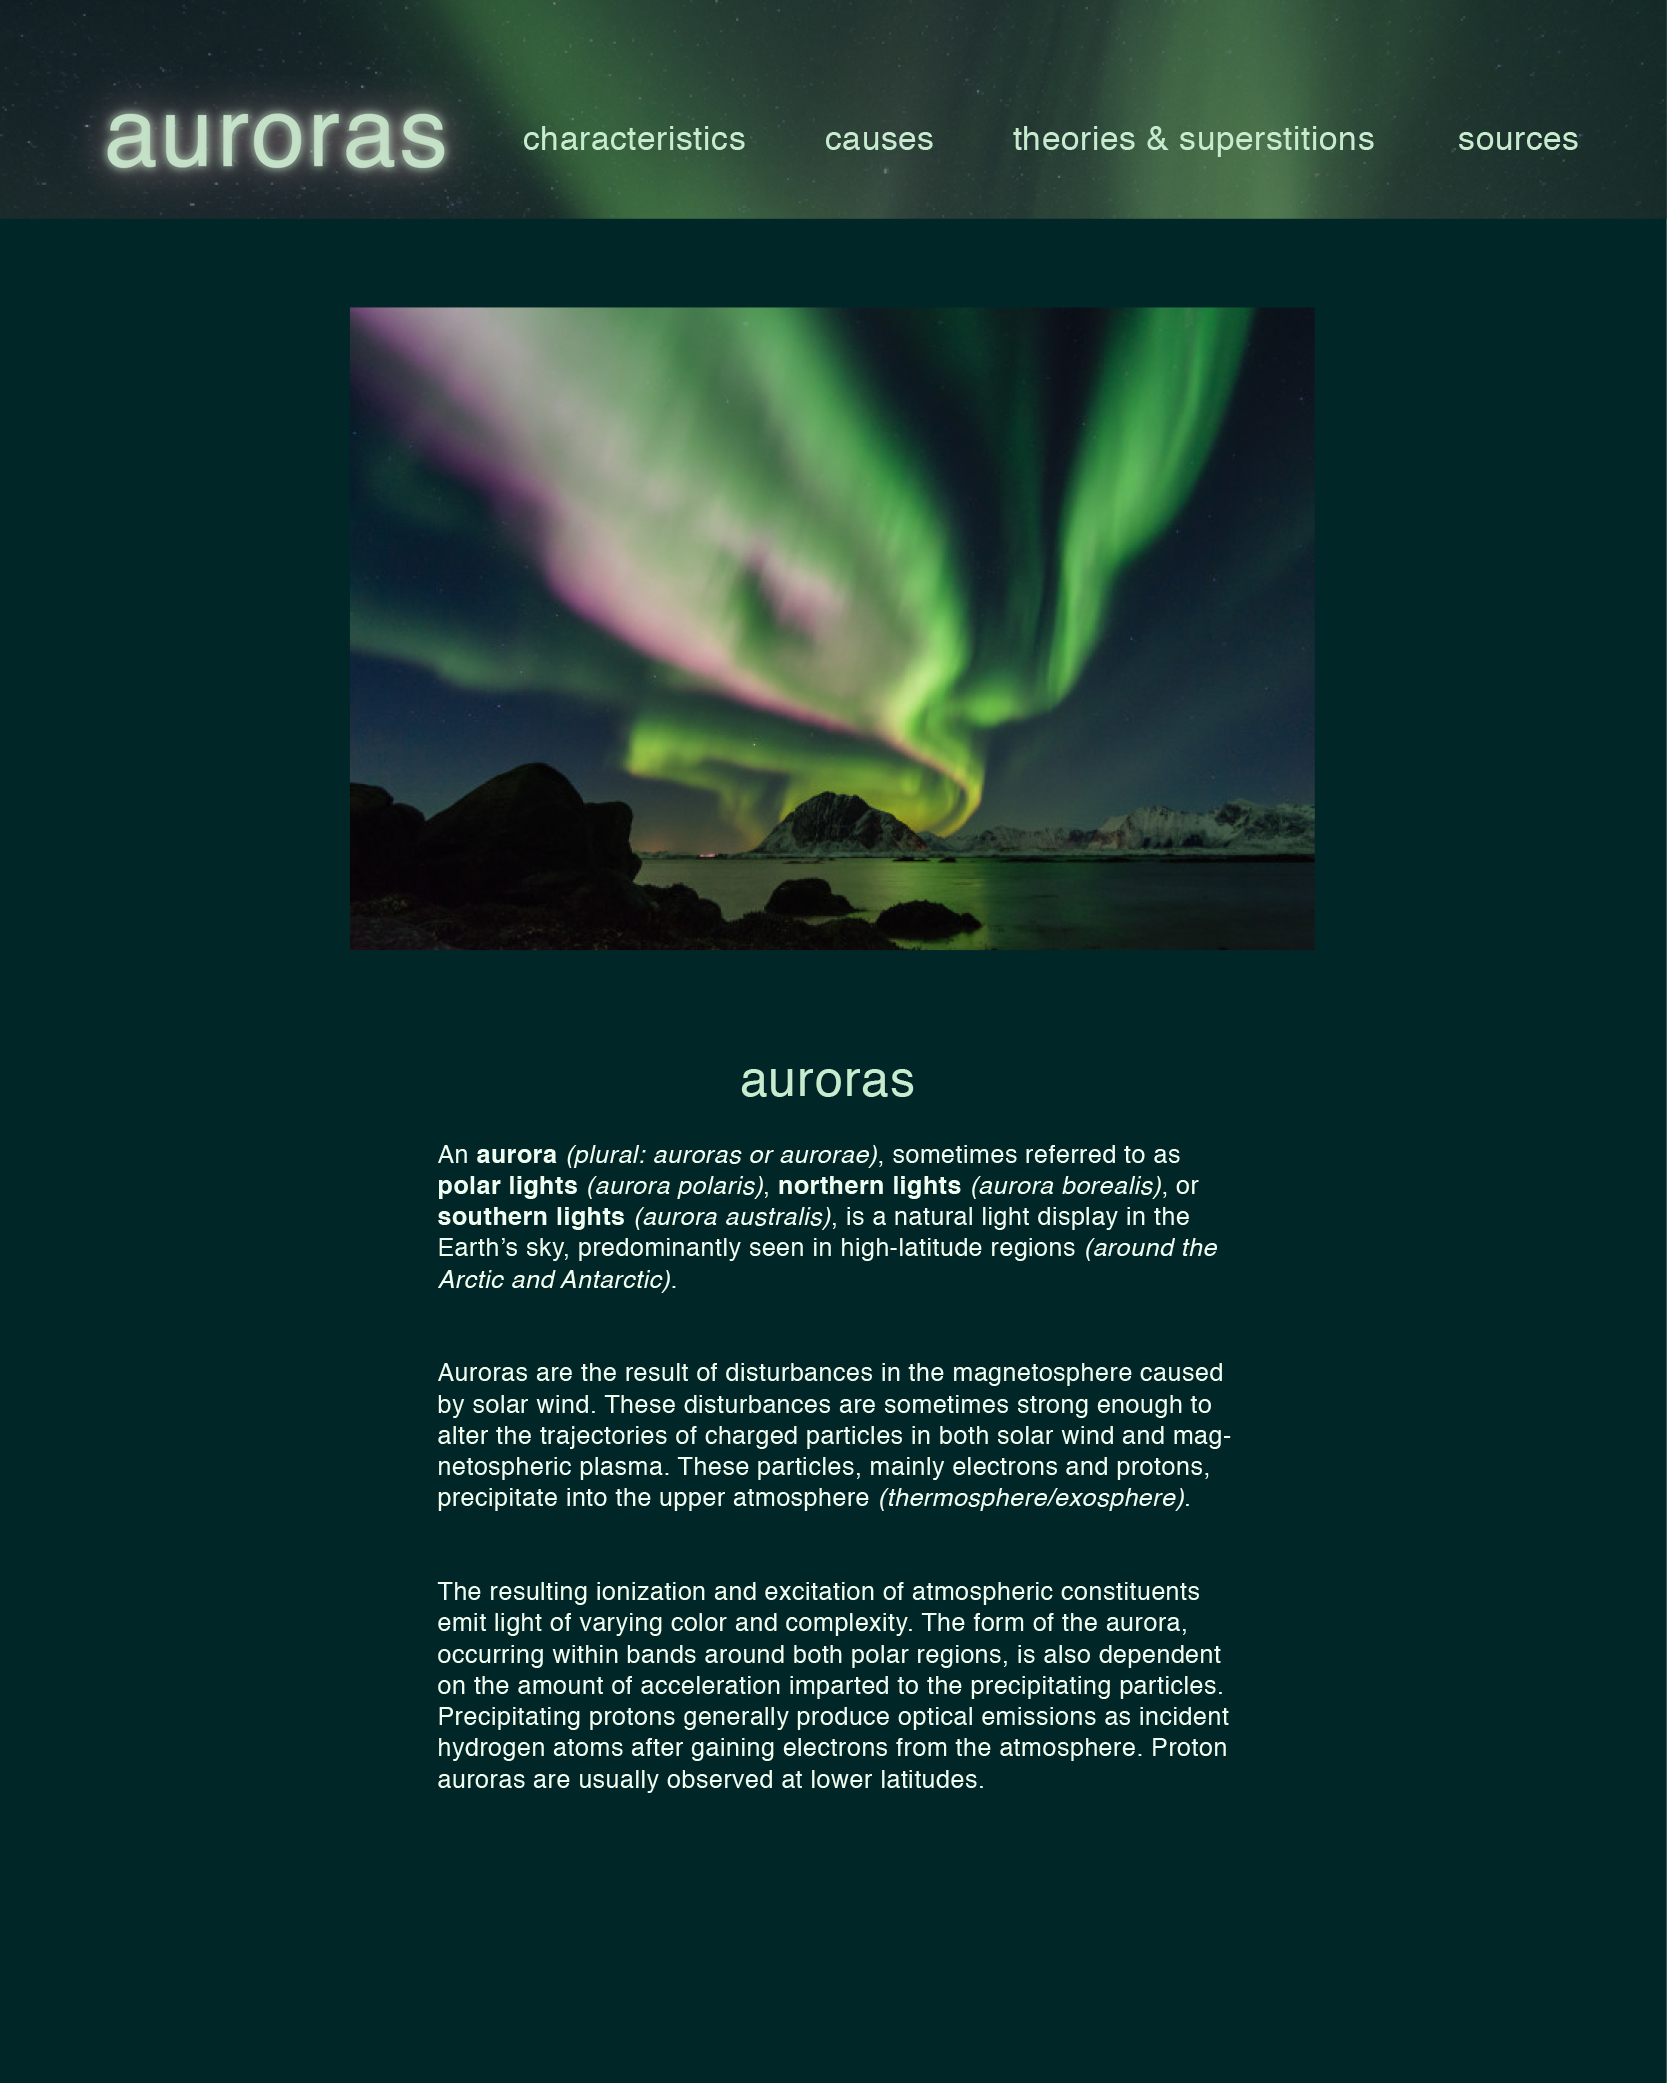 auroras
characteristics
causes
theories & superstitions
sources
auroras
An aurora (plural: auroras or aurorae), sometimes referred to as
polar lights (aurora polaris), northern lights (aurora borealis), or
southern lights (aurora australis), is a natural light display in the
Earth’s sky, predominantly seen in high-latitude regions (around the
Arctic and Antarctic).
Auroras are the result of disturbances in the magnetosphere caused
by solar wind. These disturbances are sometimes strong enough to
alter the trajectories of charged particles in both solar wind and mag-
netospheric plasma. These particles, mainly electrons and protons,
precipitate into the upper atmosphere (thermosphere/exosphere).
The resulting ionization and excitation of atmospheric constituents
emit light of varying color and complexity. The form of the aurora,
occurring within bands around both polar regions, is also dependent
on the amount of acceleration imparted to the precipitating particles.
Precipitating protons generally produce optical emissions as incident
hydrogen atoms after gaining electrons from the atmosphere. Proton
auroras are usually observed at lower latitudes.